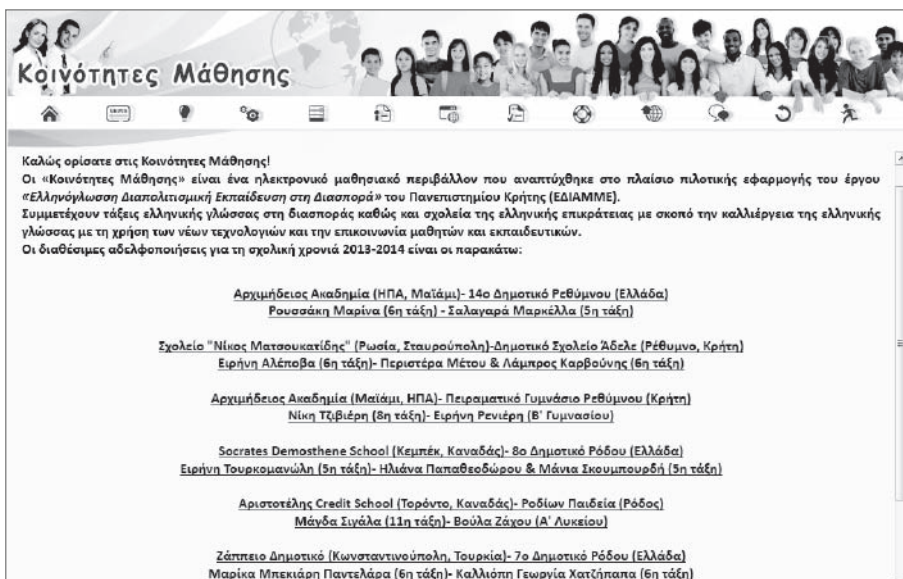 Κοινότητες Μάθησης
Καλώς ορίσατε στις Κοινότητες Μάθησης!
Οι «Κοινότητες Μάθησης» είναι ένα ηλεκτρονικό μαθησιακό περιβάλλον που αναπτύχθηκε στο πλαίσιο πιλοτικής εφαρμογής του έργου
«Ελληνόγλωσση Διαπολιτισμική Εκπαίδευση στη Διασπορά» του Πανεπιστημίου Κρήτης (ΕΔΙΑΜΜΕ).
Συμμετέχουν τάξεις ελληνικής γλώσσας στη διασποράς καθώς και σχολεία της ελληνικής επικράτειας με σκοπό την καλλιέργεια της ελληνικής
γλώσσας με τη χρήση των νέων τεχνολογιών και την επικοινωνία μαθητών και εκπαιδευτικών.
Οι διαθέσιμες αδελφοποιήσεις για τη σχολική χρονιά 2013-2014 είναι οι παρακάτω:
Αρχιμήδειος Ακαδημία (ΗΠΑ, Μαϊάμι)- 14ο Δημοτικό Ρεθύμνου (Ελλάδα)
Ρουσσάκη Μαρίνα (6η τάξη) - Σαλαγαρά Μαρκέλλα (5η τάξη)
Σχολείο "Νίκος Ματσουκατίδης" (Ρωσία, Σταυρούπολη)-Δημοτικό Σχολείο Άδελε (Ρέθυμνο, Κρήτη)
Ειρήνη Αλέποβα (6η τάξη)- Περιστέρα Μέτου & Λάμπρος Καρβούνης (6η τάξη)
Αρχιμήδειος Ακαδημία (Μαϊάμι, ΗΠΑ)- Πειραματικό Γυμνάσιο Ρεθύμνου (Κρήτη)
Νίκη Τζιβιέρη (8η τάξη)- Ειρήνη Ρενιέρη (Β' Γυμνασίου)
Socrates Demosthene School (Κεμπέκ, Καναδάς)- 8ο Δημοτικό Ρόδου (Ελλάδα)
Ειρήνη Τουρκομανώλη (5η τάξη)- Ηλιάνα Παπαθεοδώρου & Μάνια Σκουμπουρδή (5η τάξη)
Αριστοτέλης Credit School (Τορόντο, Καναδάς)- Ροδίων Παιδεία (Ρόδος)
Μάγδα Σιγάλα (11η τάξη)- Βούλα Ζάχου (Α' Λυκείου)
Ζάππειο Δημοτικό (Κωνσταντινούπολη, Τουρκία)- 7ο Δημοτικό Ρόδου (Ελλάδα)
Μαρίκα Μπεκιάρη Παντελάρα (6η τάξη)- Καλλιόπη Γεωργία Χατζήπαπα (6η τάξη)